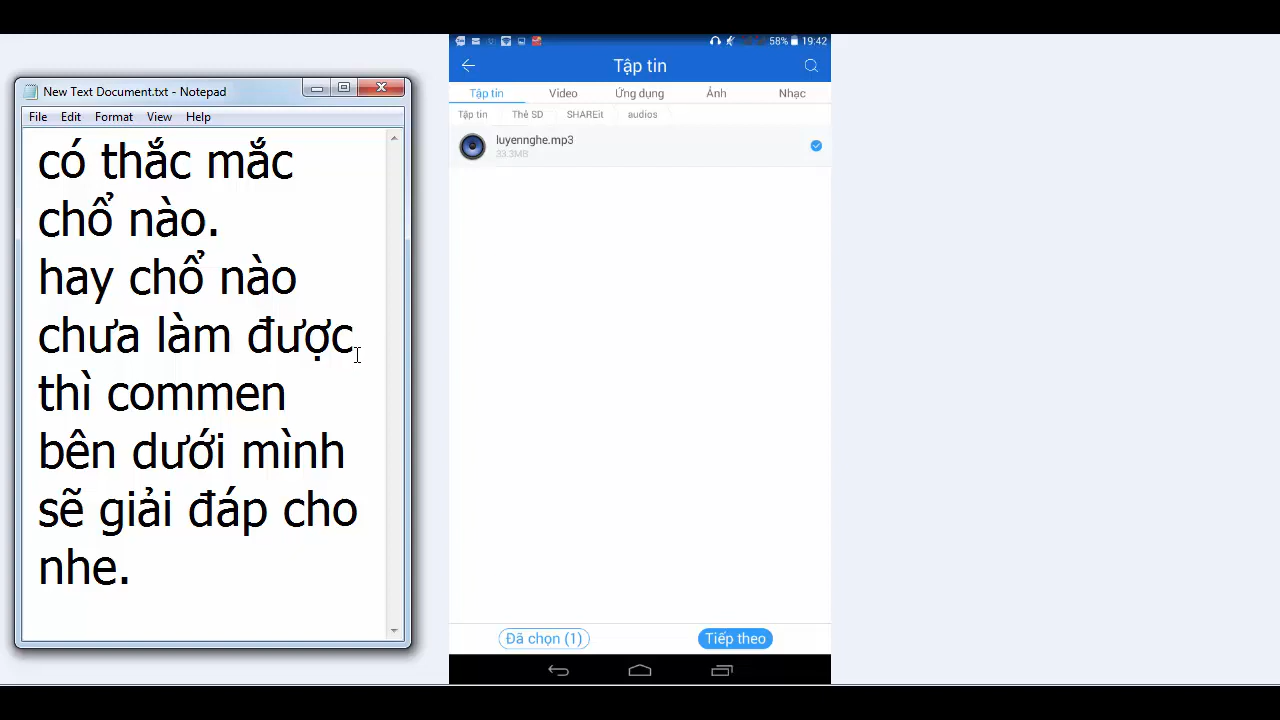 New Text Document.txt - Notepad
File Edit Format View Help
có thắc mắc
chổ nào.
hay chổ nào
chưa làm được
thì commen
bên dưới mình
sẽ giải đáp cho
nhe.
58% 19:42
Tập tin
Tập tin Video Ứng dụng Ảnh Nhạc
Tập tin Thẻ SD SHAREit audios
luyennghe.mp3
33.3MB
Đã chọn (1) Tiếp theo